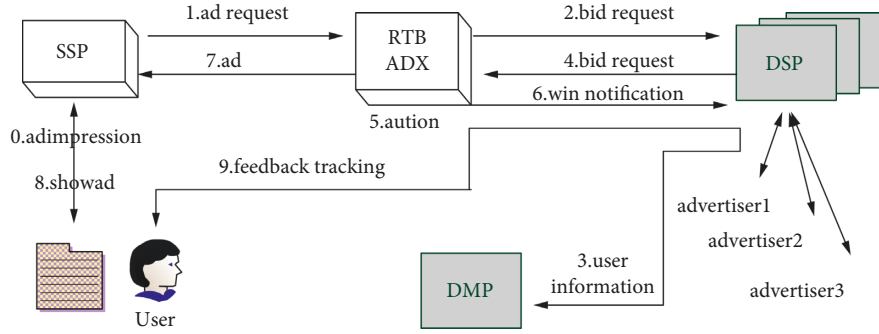 1.ad request
2.bid request
SSP
RTB
ADX
DSP
7.ad
4.bid request
6.win notification
5.aution
0.adimpression
9.feedback tracking
8.showad
advertiser1
advertiser2
3.user
information
advertiser3
DMP
User